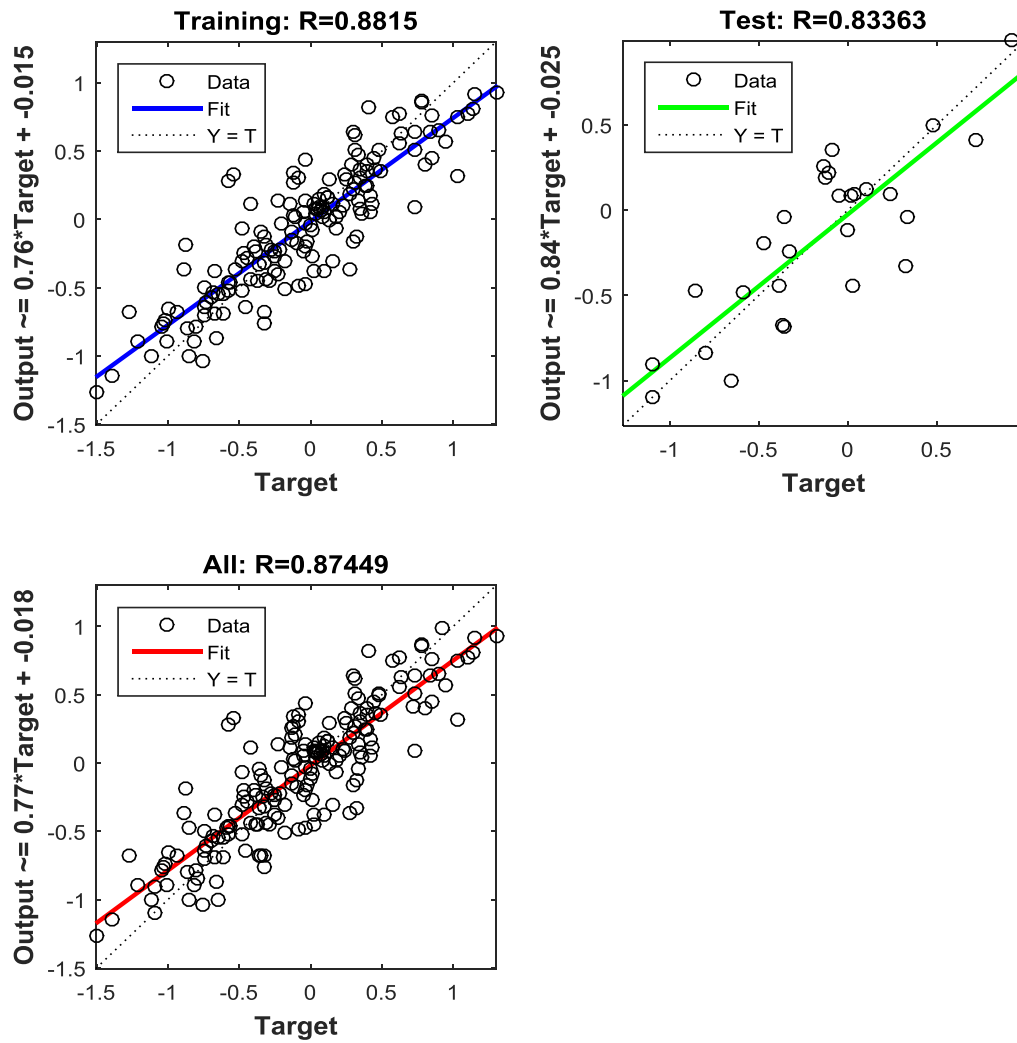 Training: R=0.8815
Output ~= 0.76*Target + -0.015
1
0.5
0
-0.5
-1
-1.5
Data
Fit
Y = T
-1.5 -1 -0.5 0 0.5 1
Target
Test: R=0.83363
Output ~= 0.84*Target + -0.025
0.5
0
-0.5
-1
Data
Fit
Y = T
-1 -0.5 0 0.5
Target
All: R=0.87449
Output ~= 0.77*Target + -0.018
1
0.5
0
-0.5
-1
-1.5
Data
Fit
Y = T
-1.5 -1 -0.5 0 0.5 1
Target